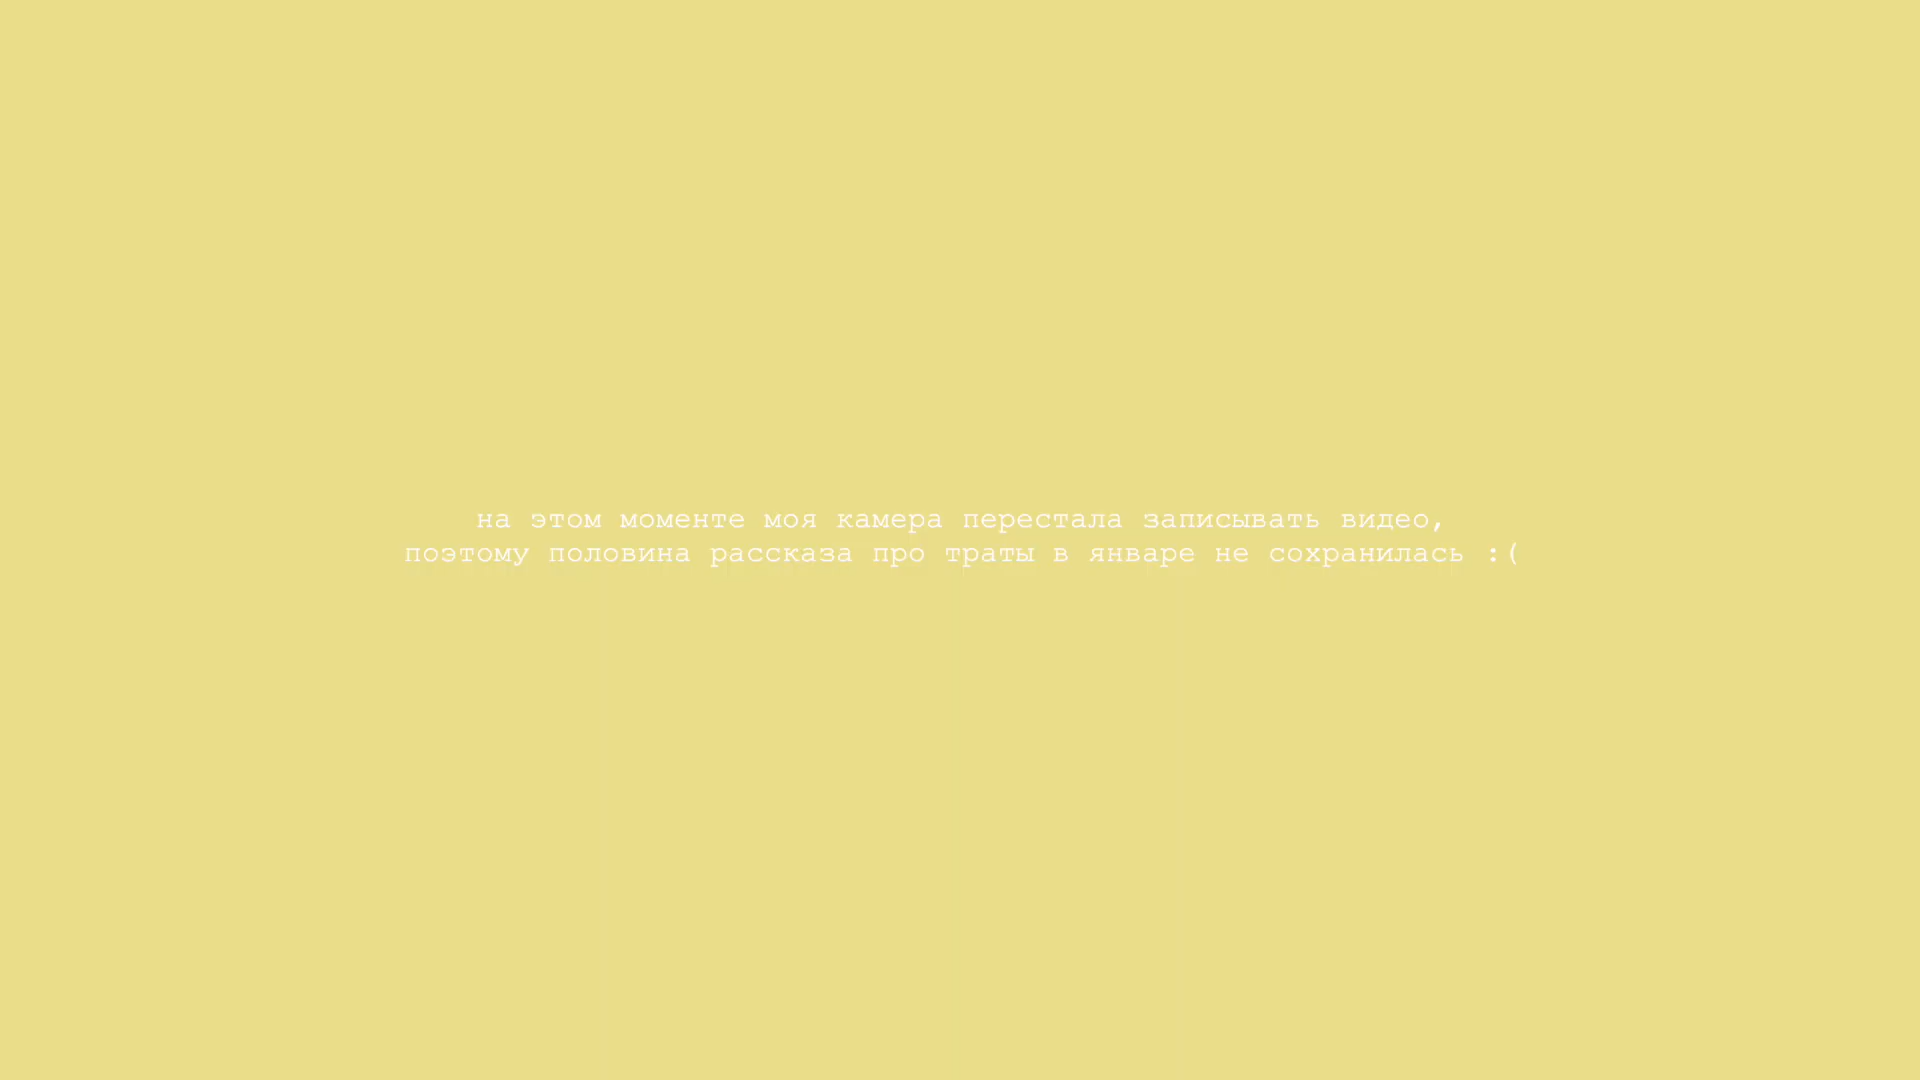 на этом моменте моя камера перестала записывать видео,
поэтому половина рассказа про траты в январе не сохранилась :(